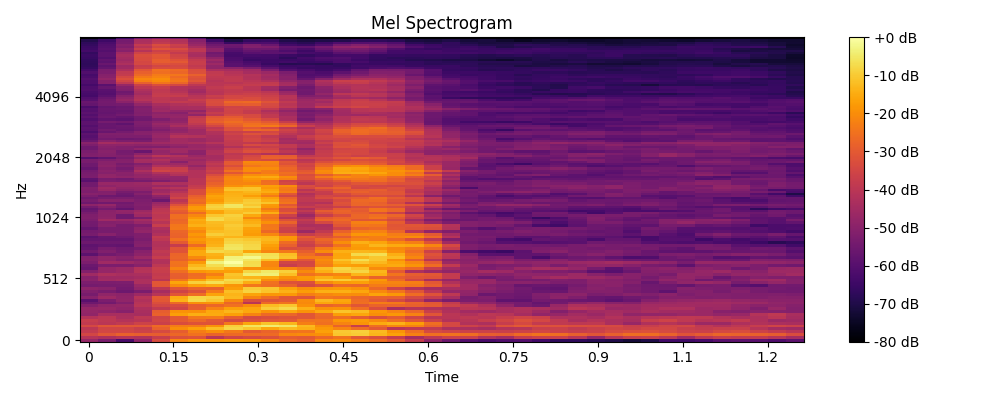 Mel Spectrogram
Hz
4096
2048
1024
512
0
0 0.15 0.3 0.45 0.6 0.75 0.9 1.1 1.2
Time
+0 dB
-10 dB
-20 dB
-30 dB
-40 dB
-50 dB
-60 dB
-70 dB
-80 dB